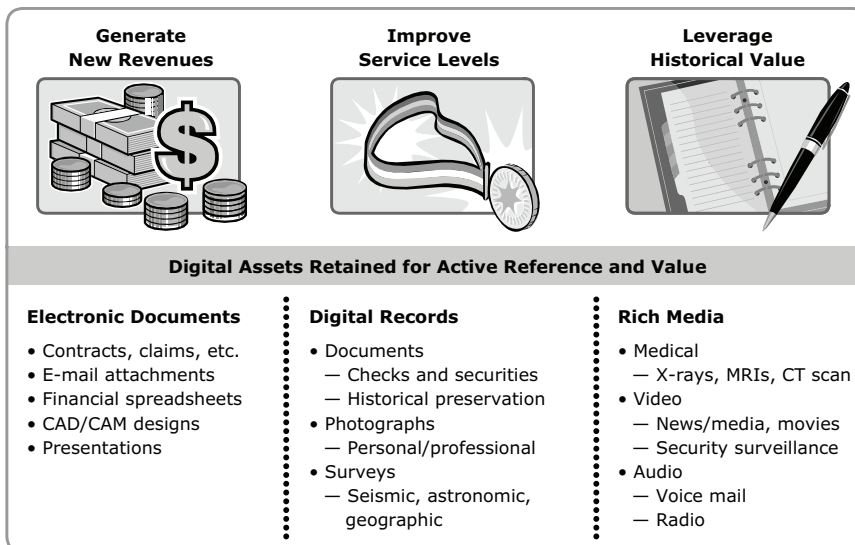 Generate
New Revenues
Improve
Service Levels
Leverage
Historical Value
$
Digital Assets Retained for Active Reference and Value
Electronic Documents
• Contracts, claims, etc.
• E-mail attachments
• Financial spreadsheets
• CAD/CAM designs
• Presentations
Digital Records
• Documents
— Checks and securities
— Historical preservation
• Photographs
— Personal/professional
• Surveys
— Seismic, astronomic,
geographic
Rich Media
• Medical
— X-rays, MRIs, CT scan
• Video
— News/media, movies
— Security surveillance
• Audio
— Voice mail
— Radio